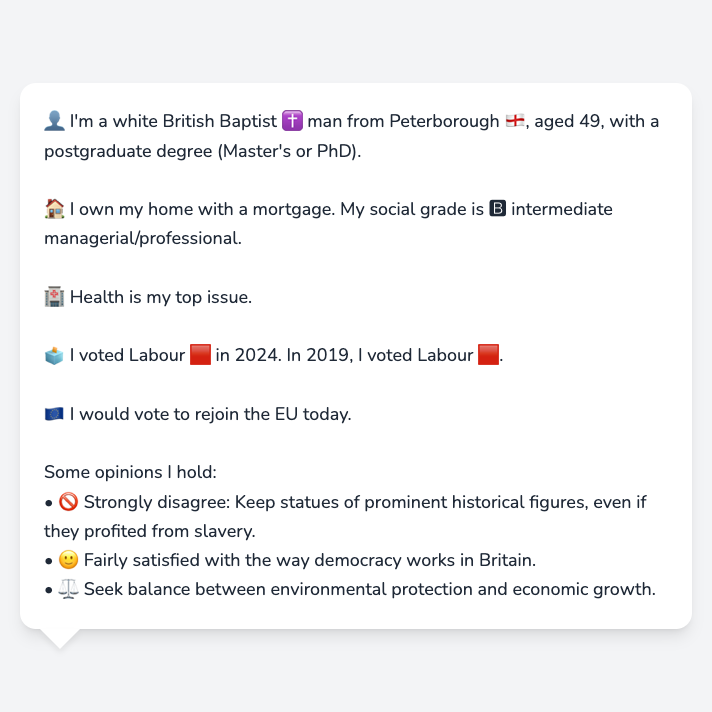 👤 I'm a white British Baptist ✝️ man from Peterborough 🏴󠁧󠁢󠁥󠁮󠁧󠁿, aged 49, with a
postgraduate degree (Master's or PhD).
🏠 I own my home with a mortgage. My social grade is 🅱 intermediate
managerial/professional.
🏥 Health is my top issue.
🗳️ I voted Labour 🟥 in 2024. In 2019, I voted Labour 🟥.
🇪🇺 I would vote to rejoin the EU today.
Some opinions I hold:
• 🚫 Strongly disagree: Keep statues of prominent historical figures, even if
they profited from slavery.
• 🙂 Fairly satisfied with the way democracy works in Britain.
• ⚖️ Seek balance between environmental protection and economic growth.